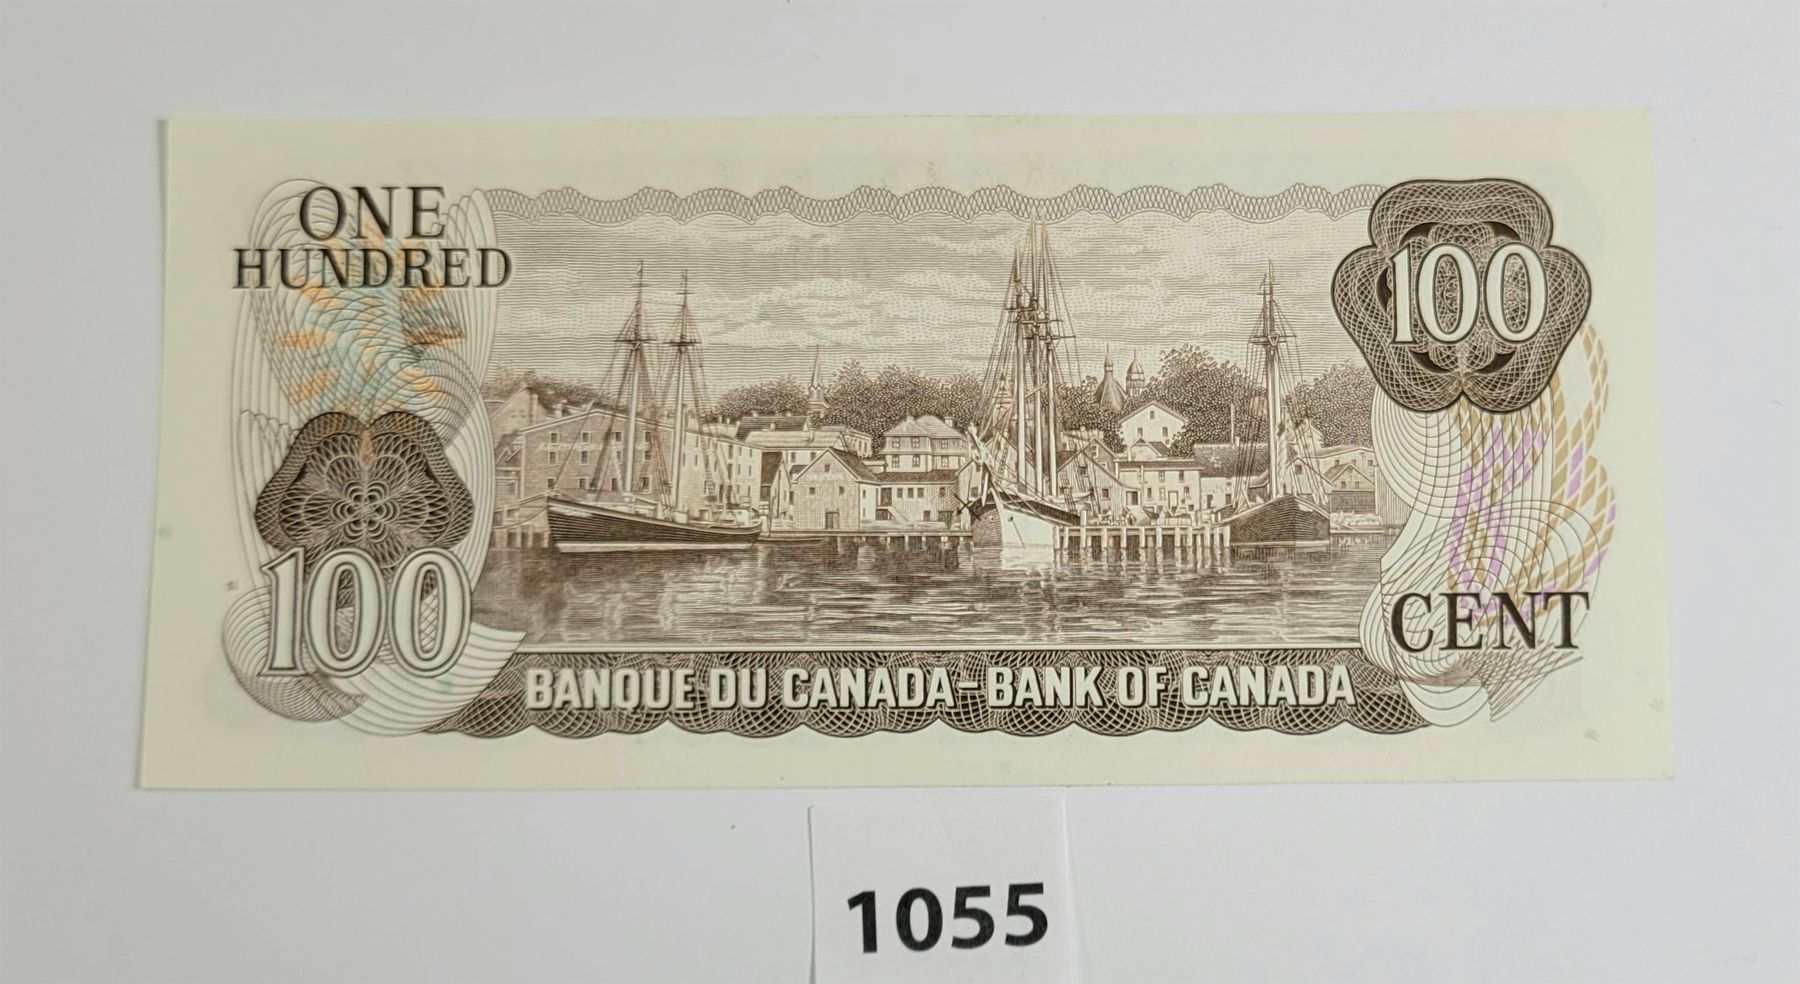 ONE
HUNDRED
100
100
CENT
BANQUE DU CANADA-BANK OF CANADA
1055